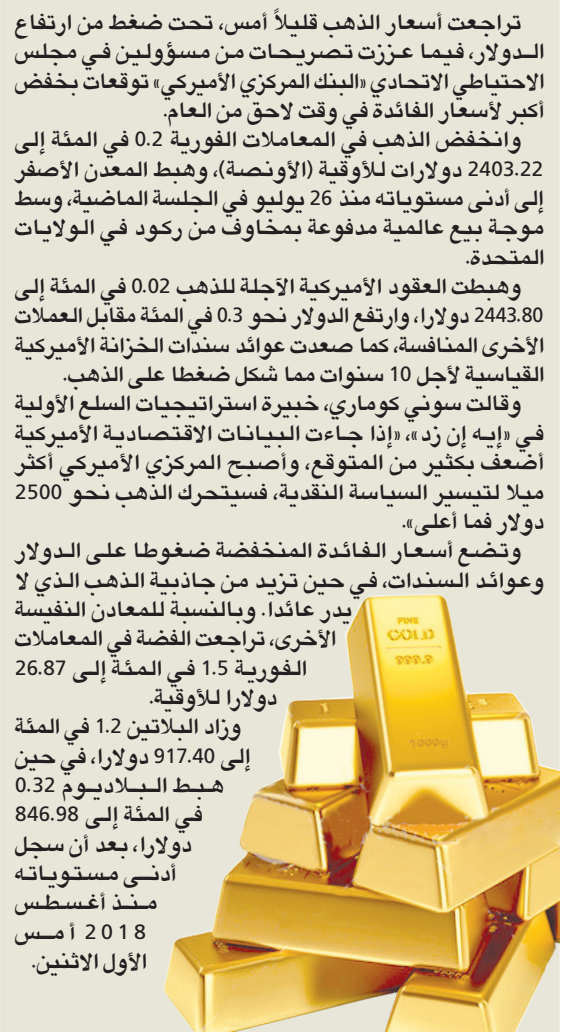 تراجعت أسعار الذهب قليلاً أمس، تحت ضغط من ارتفاع
الدولار، فيما عززت تصريحات من مسؤولين في مجلس
الاحتياطي الاتحادي «البنك المركزي الأميركي» توقعات بخفض
أكبر لأسعار الفائدة في وقت لاحق من العام.
وانخفض الذهب في المعاملات الفورية 0.2 في المئة إلى
2403.22 دولارات للأوقية (الأونصة)، وهبط المعدن الأصفر
إلى أدنى مستوياته منذ 26 يوليو في الجلسة الماضية، وسط
موجة بيع عالمية مدفوعة بمخاوف من ركود في الولايات
المتحدة.
وهبطت العقود الأميركية الآجلة للذهب 0.02 في المئة إلى
2443.80 دولارا، وارتفع الدولار نحو 0.3 في المئة مقابل العملات
الأخرى المنافسة، كما صعدت عوائد سندات الخزانة الأميركية
القياسية لأجل 10 سنوات مما شكل ضغطا على الذهب.
وقالت سوني كوماري، خبيرة استراتيجيات السلع الأولية
في «إيه إن زد»، «إذا جاءت البيانات الاقتصادية الأميركية
أضعف بكثير من المتوقع، وأصبح المركزي الأميركي أكثر
ميلا لتيسير السياسة النقدية، فسيتحرك الذهب نحو 2500
دولار فما أعلى».
وتضع أسعار الفائدة المنخفضة ضغوطا على الدولار
وعوائد السندات، في حين تزيد من جاذبية الذهب الذي لا
يدر عائدا. وبالنسبة للمعادن النفيسة
الأخرى، تراجعت الفضة في المعاملات
الفورية 1.5 في المئة إلى 26.87
دولارا للأوقية.
وزاد البلاتين 1.2 في المئة
إلى 917.40 دولارا، في حين
هبط البلاديوم 0.32
في المئة إلى 846.98
دولارا، بعد أن سجل
أدنى مستوياته
منذ أغسطس
2018 أمس
الأول الاثنين.
FINE
GOLD
999.9
1000g